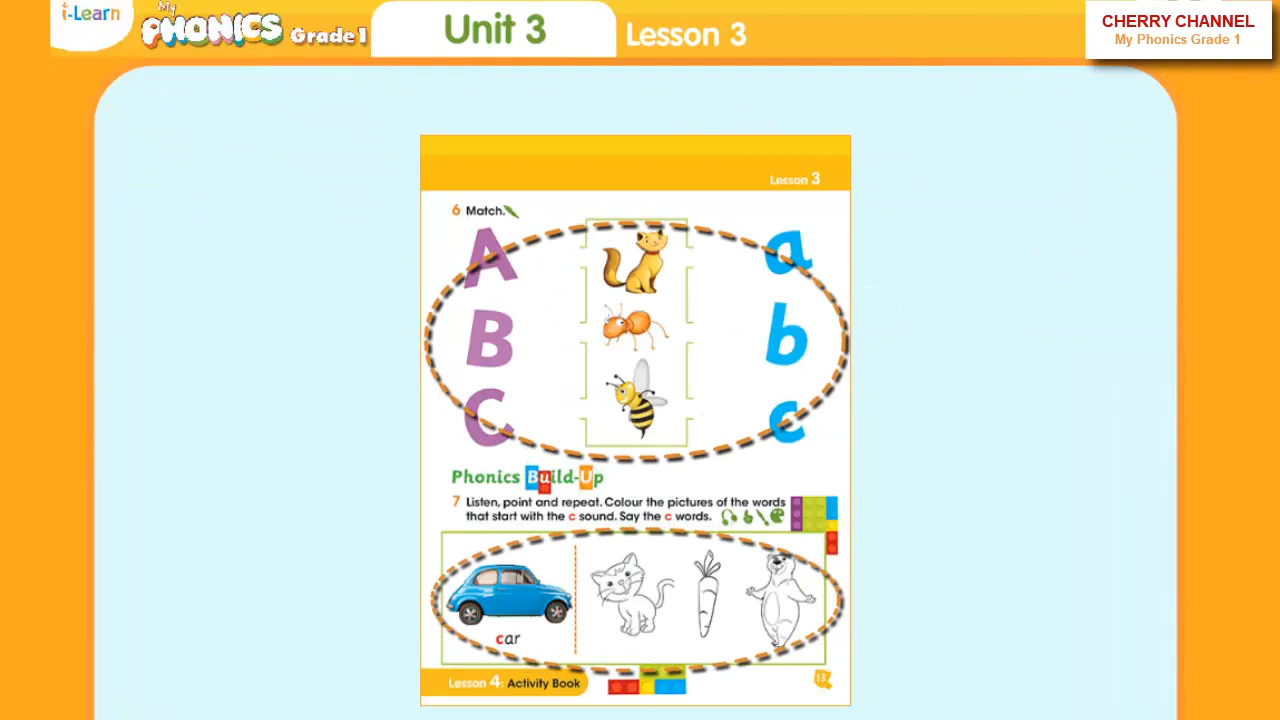 i-Learn
My
PHONICS Grade 1
Unit 3
Lesson 3
CHERRY CHANNEL
My Phonics Grade 1
Lesson 3
6 Match.
A
a
B
b
C
c
Phonics Build-Up
7 Listen, point and repeat. Colour the pictures of the words
that start with the c sound. Say the c words.
car
Lesson 4: Activity Book
13